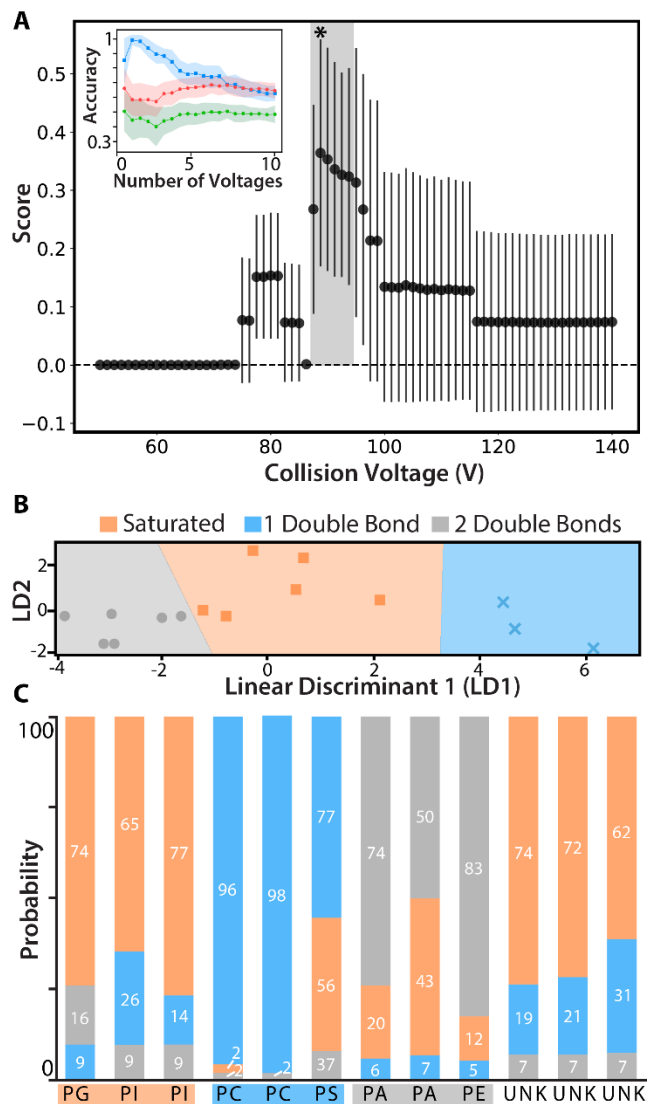 A
*
1
Accuracy
0.3
0 5 10
Number of Voltages
0.5
0.4
0.3
0.2
0.1
0.0
−0.1
Score
60 80 100 120 140
Collision Voltage (V)
B
Saturated 1 Double Bond 2 Double Bonds
LD2
2
0
-2
-4 -2 0 2 4 6
Linear Discriminant 1 (LD1)
C
100
Probability
0
74 16 9
65 26 9
77 14 9
96 2 2
98 2
77 56 37
74 20 6
50 43 7
83 12 5
74 19 7
72 21 7
62 31 7
PG PI PI PC PC PS PA PA PE UNK UNK UNK